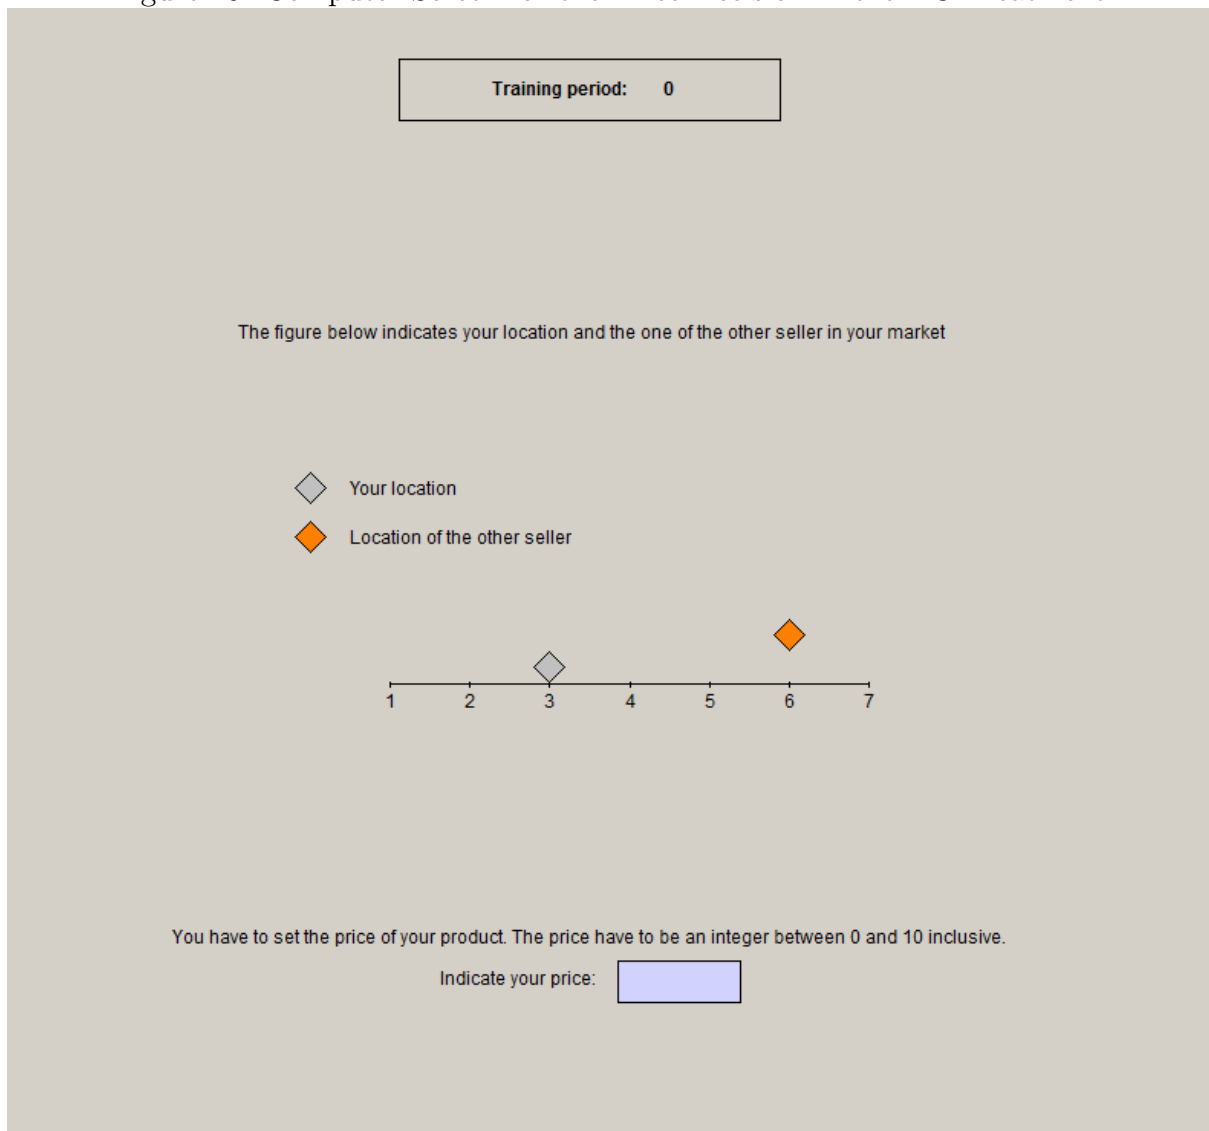 Training period: 0
The figure below indicates your location and the one of the other seller in your market
Your location
Location of the other seller
1 2 3 4 5 6 7
You have to set the price of your product. The price have to be an integer between 0 and 10 inclusive.
Indicate your price: